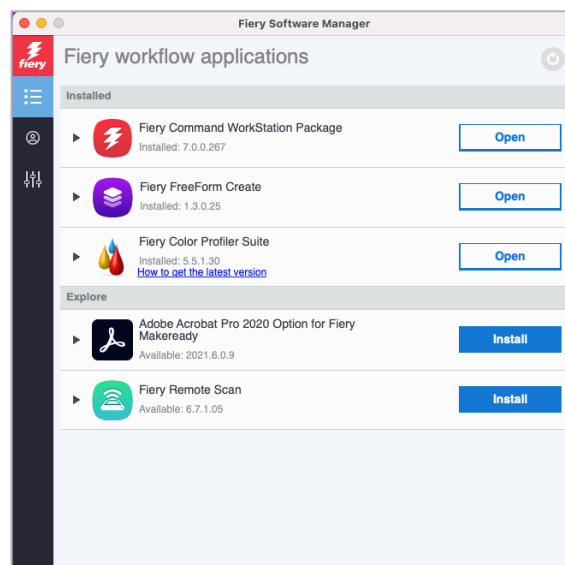 Fiery Software Manager
fiery
Fiery workflow applications
Installed
Fiery Command WorkStation Package
Installed: 7.0.0.267
Open
Fiery FreeForm Create
Installed: 1.3.0.25
Open
Fiery Color Profiler Suite
Installed: 5.5.1.30
How to get the latest version
Open
Explore
Adobe Acrobat Pro 2020 Option for Fiery
Makeready
Available: 2021.6.0.9
Install
Fiery Remote Scan
Available: 6.7.1.05
Install